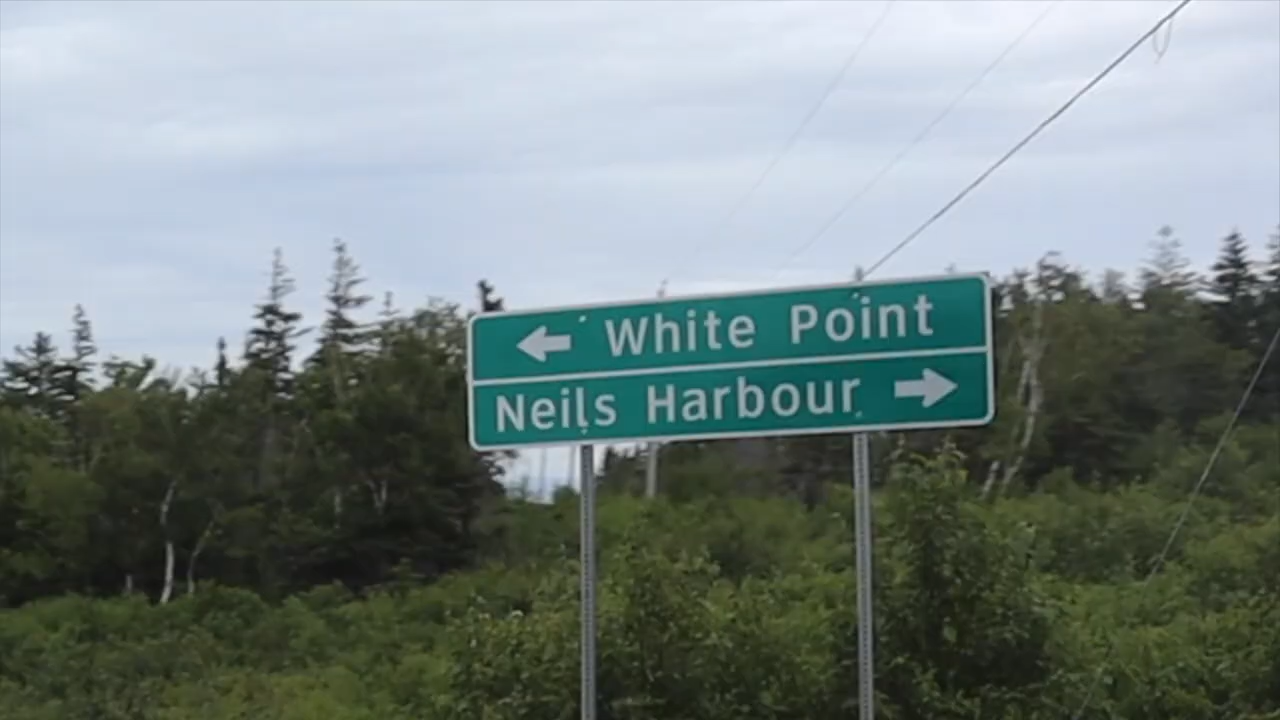 ← White Point
Neils Harbour →